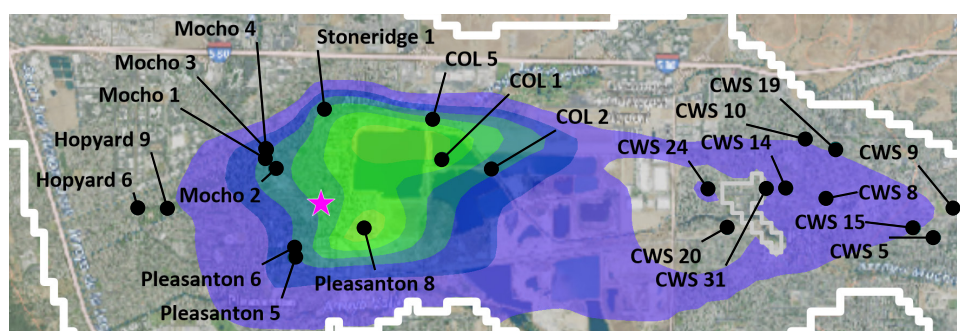 Mocho 4
Stoneridge 1
COL 5
Mocho 3
COL 1
CWS 19
Mocho 1
COL 2
CWS 10
Hopyard 9
CWS 24
CWS 14
CWS 9
Hopyard 6
Mocho 2
CWS 8
CWS 15
CWS 20
CWS 5
Pleasanton 6
Pleasanton 8
CWS 31
Pleasanton 5